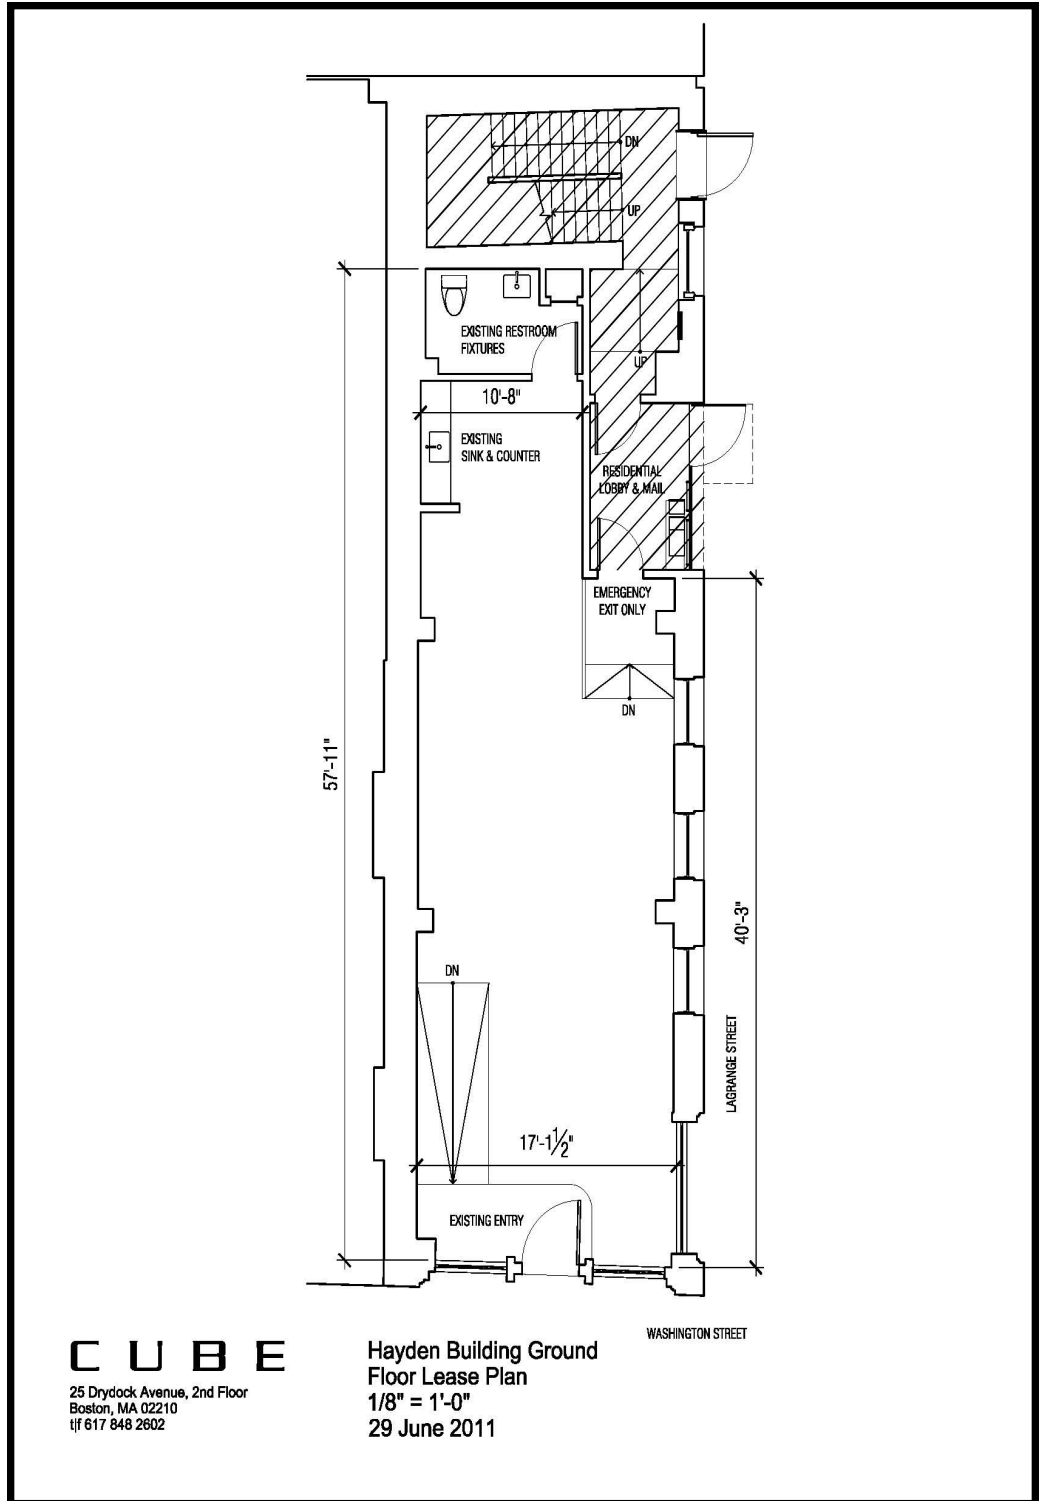 DN
UP
EXISTING RESTROOM
FIXTURES
UP
10'-8"
EXISTING
SINK & COUNTER
RESIDENTIAL
LOBBY & MAIL
EMERGENCY
EXIT ONLY
DN
57'-11"
40'-3"
DN
LAGRANGE STREET
17'-1½"
EXISTING ENTRY
WASHINGTON STREET
CUBE
25 Drydock Avenue, 2nd Floor
Boston, MA 02210
t|f 617 848 2602
Hayden Building Ground
Floor Lease Plan
1/8" = 1'-0"
29 June 2011